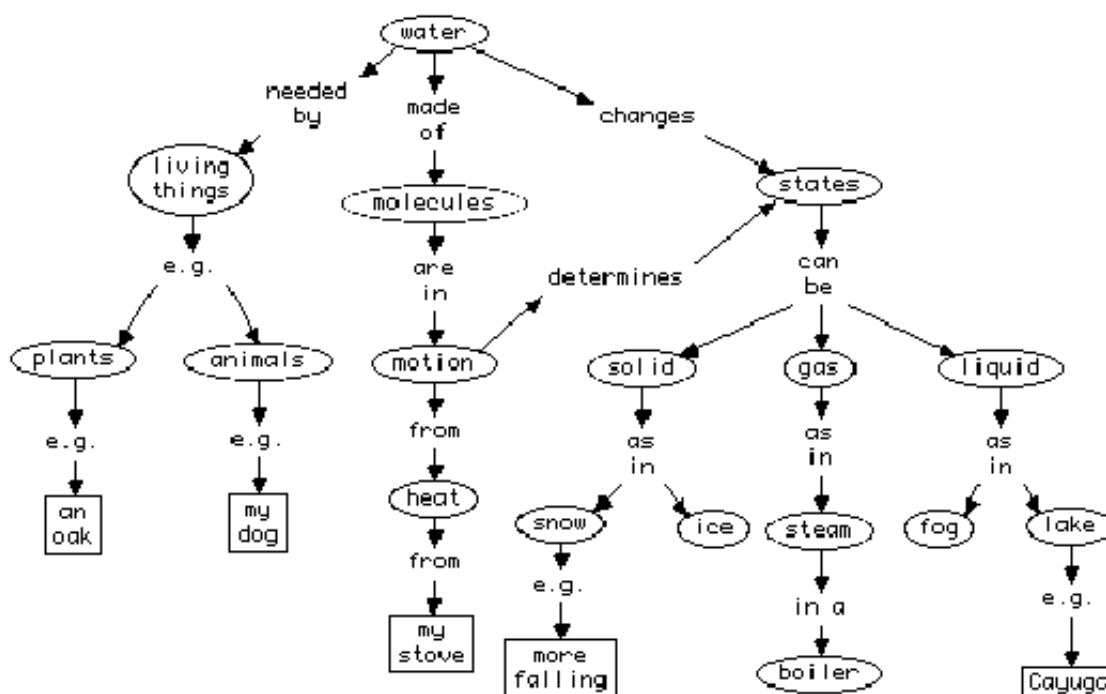 water
needed
by
made
of
changes
living
things
molecules
states
e.g.
are
in
determines
can
be
plants
animals
motion
solid
gas
liquid
e.g.
e.g.
from
as
in
as
in
as
in
an
oak
my
dog
heat
snow
ice
steam
fog
lake
from
e.g.
in a
e.g.
my
stove
more
falling
boiler
Cayuga